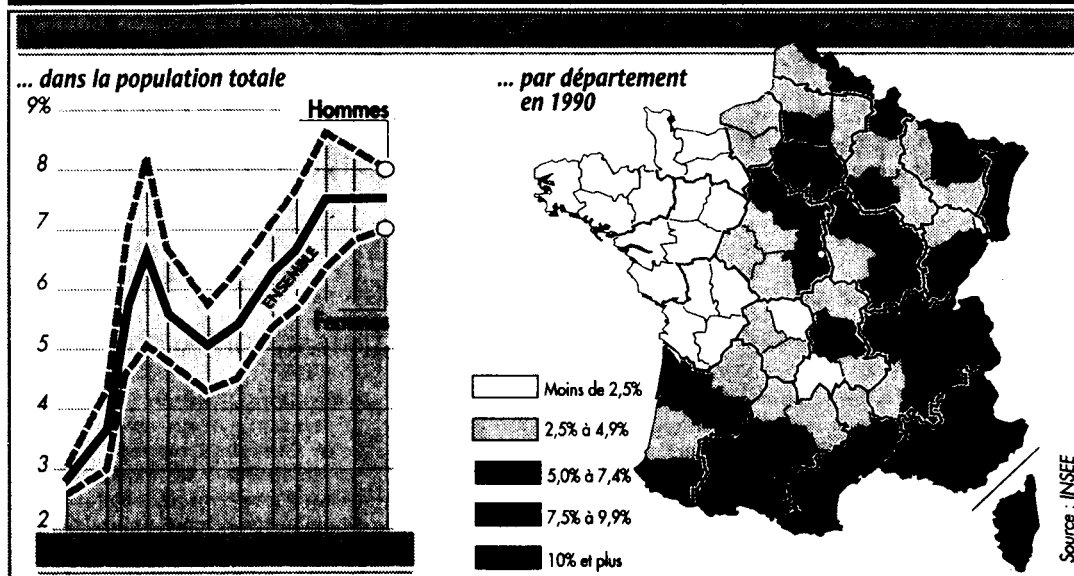 ... dans la population totale
9%
8
7
6
5
4
3
2
Hommes
ENSEMBLE
Femmes
... par département
en 1990
Moins de 2,5%
2,5% à 4,9%
5,0% à 7,4%
7,5% à 9,9%
10% et plus
Source : INSEE